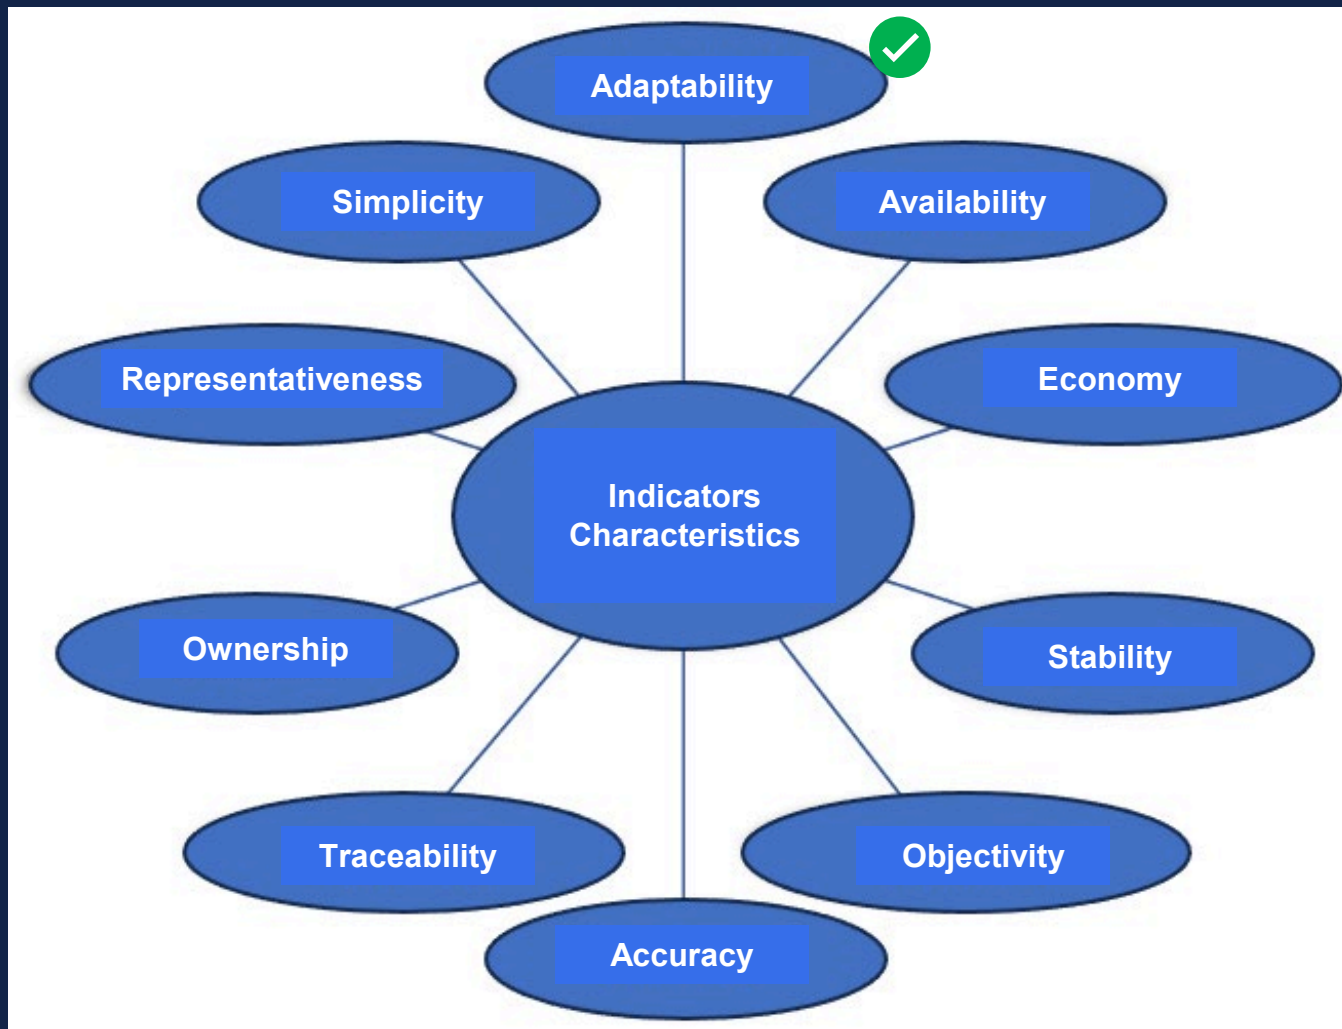 Adaptability
Simplicity
Availability
Representativeness
Economy
Indicators
Characteristics
Ownership
Stability
Traceability
Objectivity
Accuracy